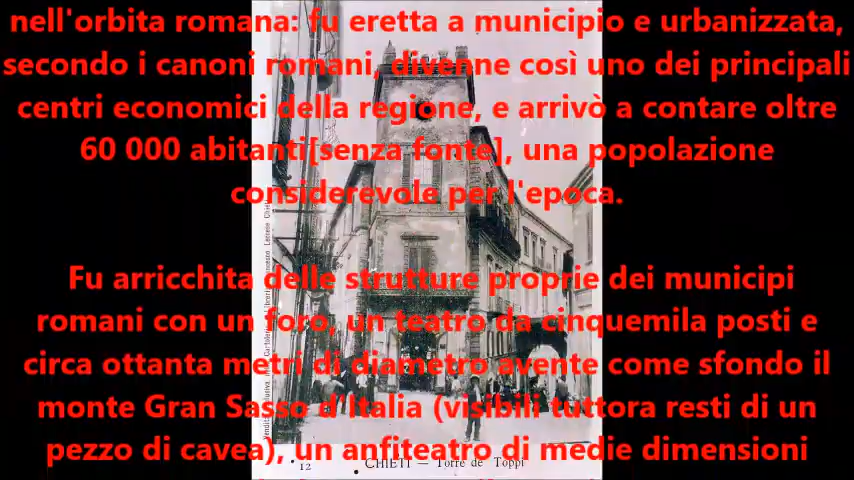 nell'orbita romana: fu eretta a municipio e urbanizzata,
secondo i canoni romani, divenne così uno dei principali
centri economici della regione, e arrivò a contare oltre
60 000 abitanti[senza fonte], una popolazione
considerevole per l'epoca.
Fu arricchita delle strutture proprie dei municipi
romani con un foro, un teatro da cinquemila posti e
circa ottanta metri di diametro avente come sfondo il
monte Gran Sasso d'Italia (visibili tuttora resti di un
pezzo di cavea), un anfiteatro di medie dimensioni
12 CHIETI — Torre de Toppi